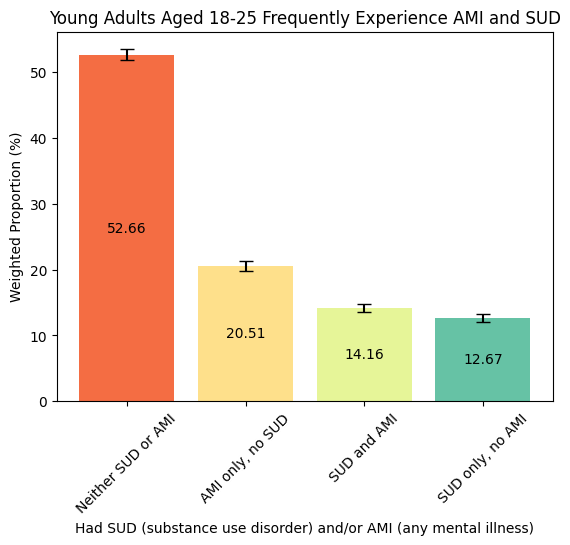 Young Adults Aged 18-25 Frequently Experience AMI and SUD
Weighted Proportion (%)
50
40
30
20
10
0
52.66
20.51
14.16
12.67
Neither SUD or AMI
AMI only, no SUD
SUD and AMI
SUD only, no AMI
Had SUD (substance use disorder) and/or AMI (any mental illness)